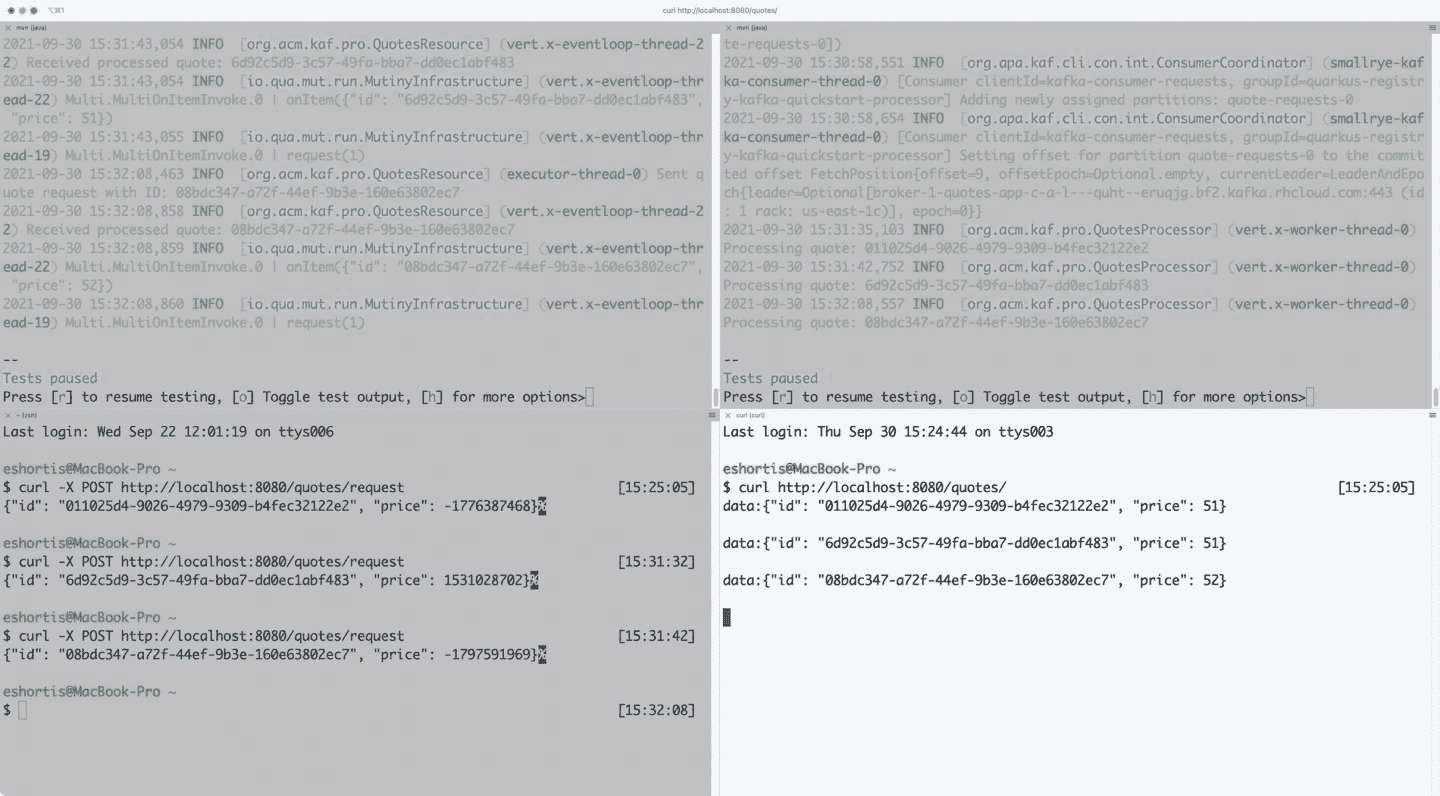 ⌥⌘1
curl http://localhost:8080/quotes/
mvn (java)
2021-09-30 15:31:43,054 INFO  [org.acm.kaf.pro.QuotesResource] (vert.x-eventloop-thread-2
2) Received processed quote: 6d92c5d9-3c57-49fa-bba7-dd0ec1abf483
2021-09-30 15:31:43,054 INFO  [io.qua.mut.run.MutinyInfrastructure] (vert.x-eventloop-thr
ead-22) Multi.MultiOnItemInvoke.0 | onItem({"id": "6d92c5d9-3c57-49fa-bba7-dd0ec1abf483",
 "price": 51})
2021-09-30 15:31:43,055 INFO  [io.qua.mut.run.MutinyInfrastructure] (vert.x-eventloop-thr
ead-19) Multi.MultiOnItemInvoke.0 | request(1)
2021-09-30 15:32:08,463 INFO  [org.acm.kaf.pro.QuotesResource] (executor-thread-0) Sent q
uote request with ID: 08bdc347-a72f-44ef-9b3e-160e63802ec7
2021-09-30 15:32:08,858 INFO  [org.acm.kaf.pro.QuotesResource] (vert.x-eventloop-thread-2
2) Received processed quote: 08bdc347-a72f-44ef-9b3e-160e63802ec7
2021-09-30 15:32:08,859 INFO  [io.qua.mut.run.MutinyInfrastructure] (vert.x-eventloop-thr
ead-22) Multi.MultiOnItemInvoke.0 | onItem({"id": "08bdc347-a72f-44ef-9b3e-160e63802ec7",
 "price": 52})
2021-09-30 15:32:08,860 INFO  [io.qua.mut.run.MutinyInfrastructure] (vert.x-eventloop-thr
ead-19) Multi.MultiOnItemInvoke.0 | request(1)
--
Tests paused
Press [r] to resume testing, [o] Toggle test output, [h] for more options>
mvn (java)
te-requests-0])
2021-09-30 15:30:58,551 INFO  [org.apa.kaf.cli.con.int.ConsumerCoordinator] (smallrye-kaf
ka-consumer-thread-0) [Consumer clientId=kafka-consumer-requests, groupId=quarkus-registr
y-kafka-quickstart-processor] Adding newly assigned partitions: quote-requests-0
2021-09-30 15:30:58,654 INFO  [org.apa.kaf.cli.con.int.ConsumerCoordinator] (smallrye-kaf
ka-consumer-thread-0) [Consumer clientId=kafka-consumer-requests, groupId=quarkus-registr
y-kafka-quickstart-processor] Setting offset for partition quote-requests-0 to the commit
ted offset FetchPosition{offset=9, offsetEpoch=Optional.empty, currentLeader=LeaderAndEpo
ch{leader=Optional[broker-1-quotes-app-c-a-l---quht--eruqjg.bf2.kafka.rhcloud.com:443 (id
: 1 rack: us-east-1c)], epoch=0}}
2021-09-30 15:31:35,103 INFO  [org.acm.kaf.pro.QuotesProcessor] (vert.x-worker-thread-0)
Processing quote: 011025d4-9026-4979-9309-b4fec32122e2
2021-09-30 15:31:42,752 INFO  [org.acm.kaf.pro.QuotesProcessor] (vert.x-worker-thread-0)
Processing quote: 6d92c5d9-3c57-49fa-bba7-dd0ec1abf483
2021-09-30 15:32:08,557 INFO  [org.acm.kaf.pro.QuotesProcessor] (vert.x-worker-thread-0)
Processing quote: 08bdc347-a72f-44ef-9b3e-160e63802ec7
--
Tests paused
Press [r] to resume testing, [o] Toggle test output, [h] for more options>
~ (zsh)
Last login: Wed Sep 22 12:01:19 on ttys006
eshortis@MacBook-Pro ~
$ curl -X POST http://localhost:8080/quotes/request [15:25:05]
{"id": "011025d4-9026-4979-9309-b4fec32122e2", "price": -1776387468}%
eshortis@MacBook-Pro ~
$ curl -X POST http://localhost:8080/quotes/request [15:31:32]
{"id": "6d92c5d9-3c57-49fa-bba7-dd0ec1abf483", "price": 1531028702}%
eshortis@MacBook-Pro ~
$ curl -X POST http://localhost:8080/quotes/request [15:31:42]
{"id": "08bdc347-a72f-44ef-9b3e-160e63802ec7", "price": -1797591969}%
eshortis@MacBook-Pro ~
$ [15:32:08]
curl (curl)
Last login: Thu Sep 30 15:24:44 on ttys003
eshortis@MacBook-Pro ~
$ curl http://localhost:8080/quotes/ [15:25:05]
data:{"id": "011025d4-9026-4979-9309-b4fec32122e2", "price": 51}
data:{"id": "6d92c5d9-3c57-49fa-bba7-dd0ec1abf483", "price": 51}
data:{"id": "08bdc347-a72f-44ef-9b3e-160e63802ec7", "price": 52}